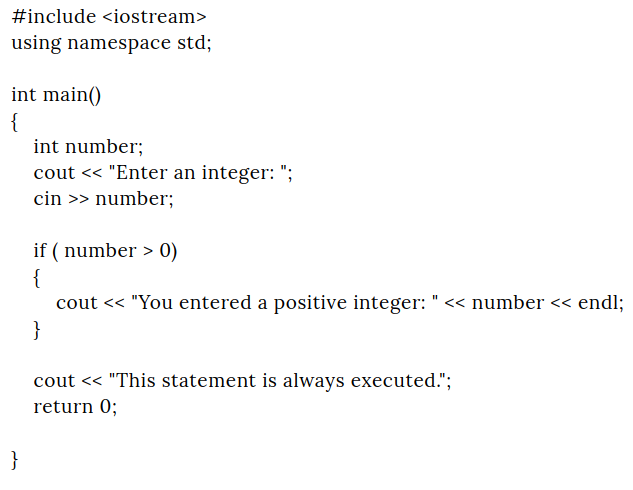 #include <iostream>
using namespace std;
int main()
{
int number;
cout << "Enter an integer: ";
cin >> number;
if ( number > 0)
{
cout << "You entered a positive integer: " << number << endl;
}
cout << "This statement is always executed.";
return 0;
}